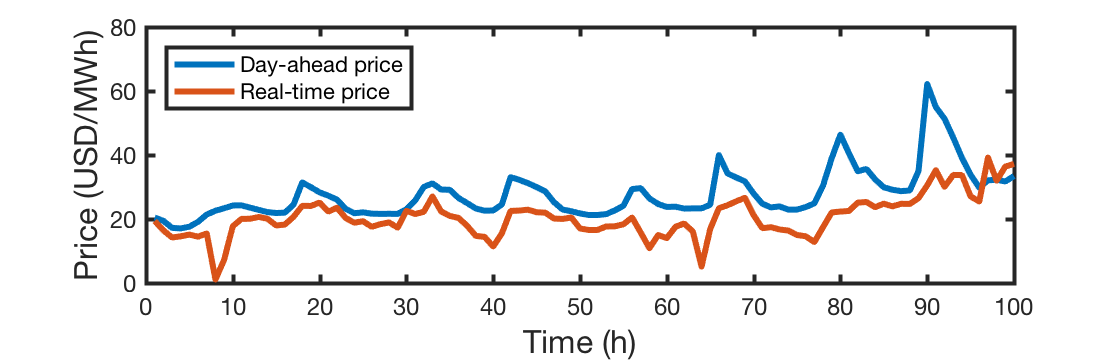 Price (USD/MWh)
80
60
40
20
0
Day-ahead price
Real-time price
0 10 20 30 40 50 60 70 80 90 100
Time (h)